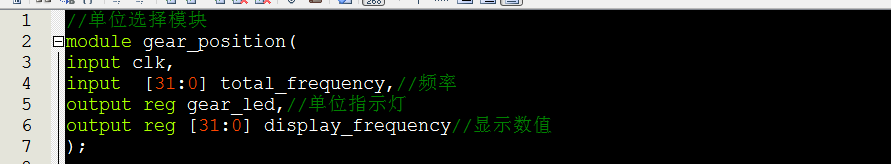 1 //单位选择模块
2 module gear_position(
3 input clk,
4 input  [31:0] total_frequency,//频率
5 output reg gear_led,//单位指示灯
6 output reg [31:0] display_frequency//显示数值
7 );